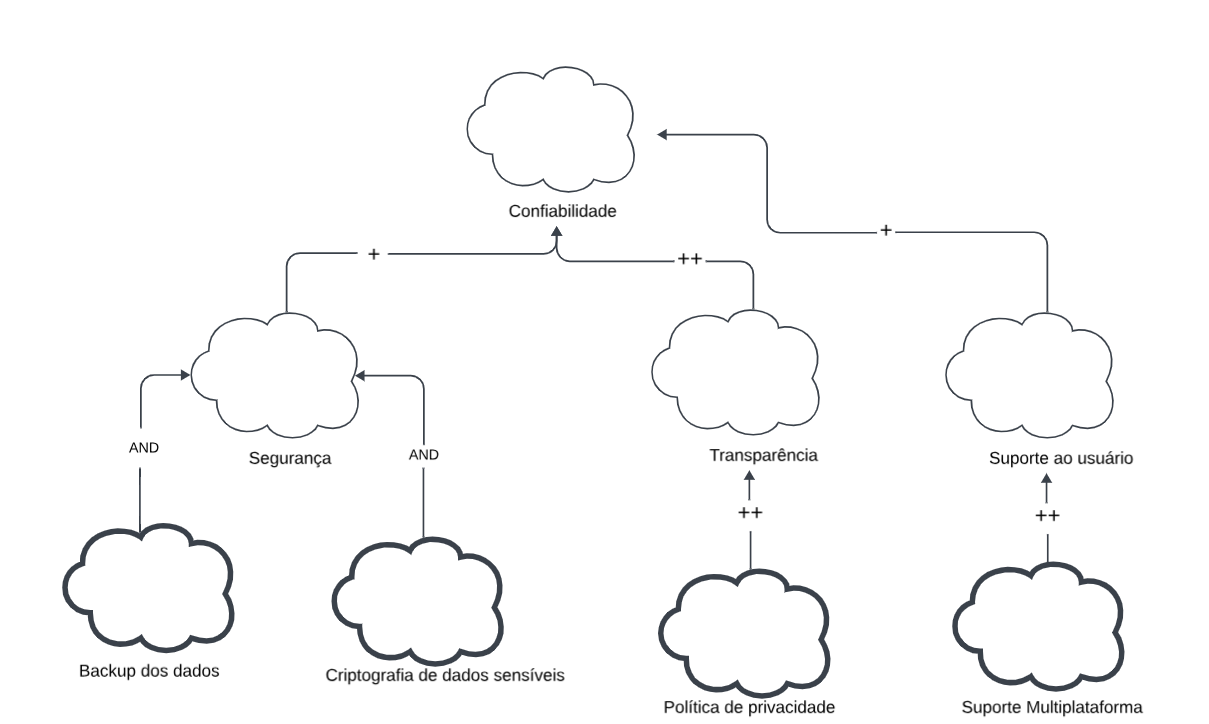 Confiabilidade
+
+
++
AND
AND
Segurança
Transparência
Suporte ao usuário
++
++
Backup dos dados
Criptografia de dados sensíveis
Política de privacidade
Suporte Multiplataforma